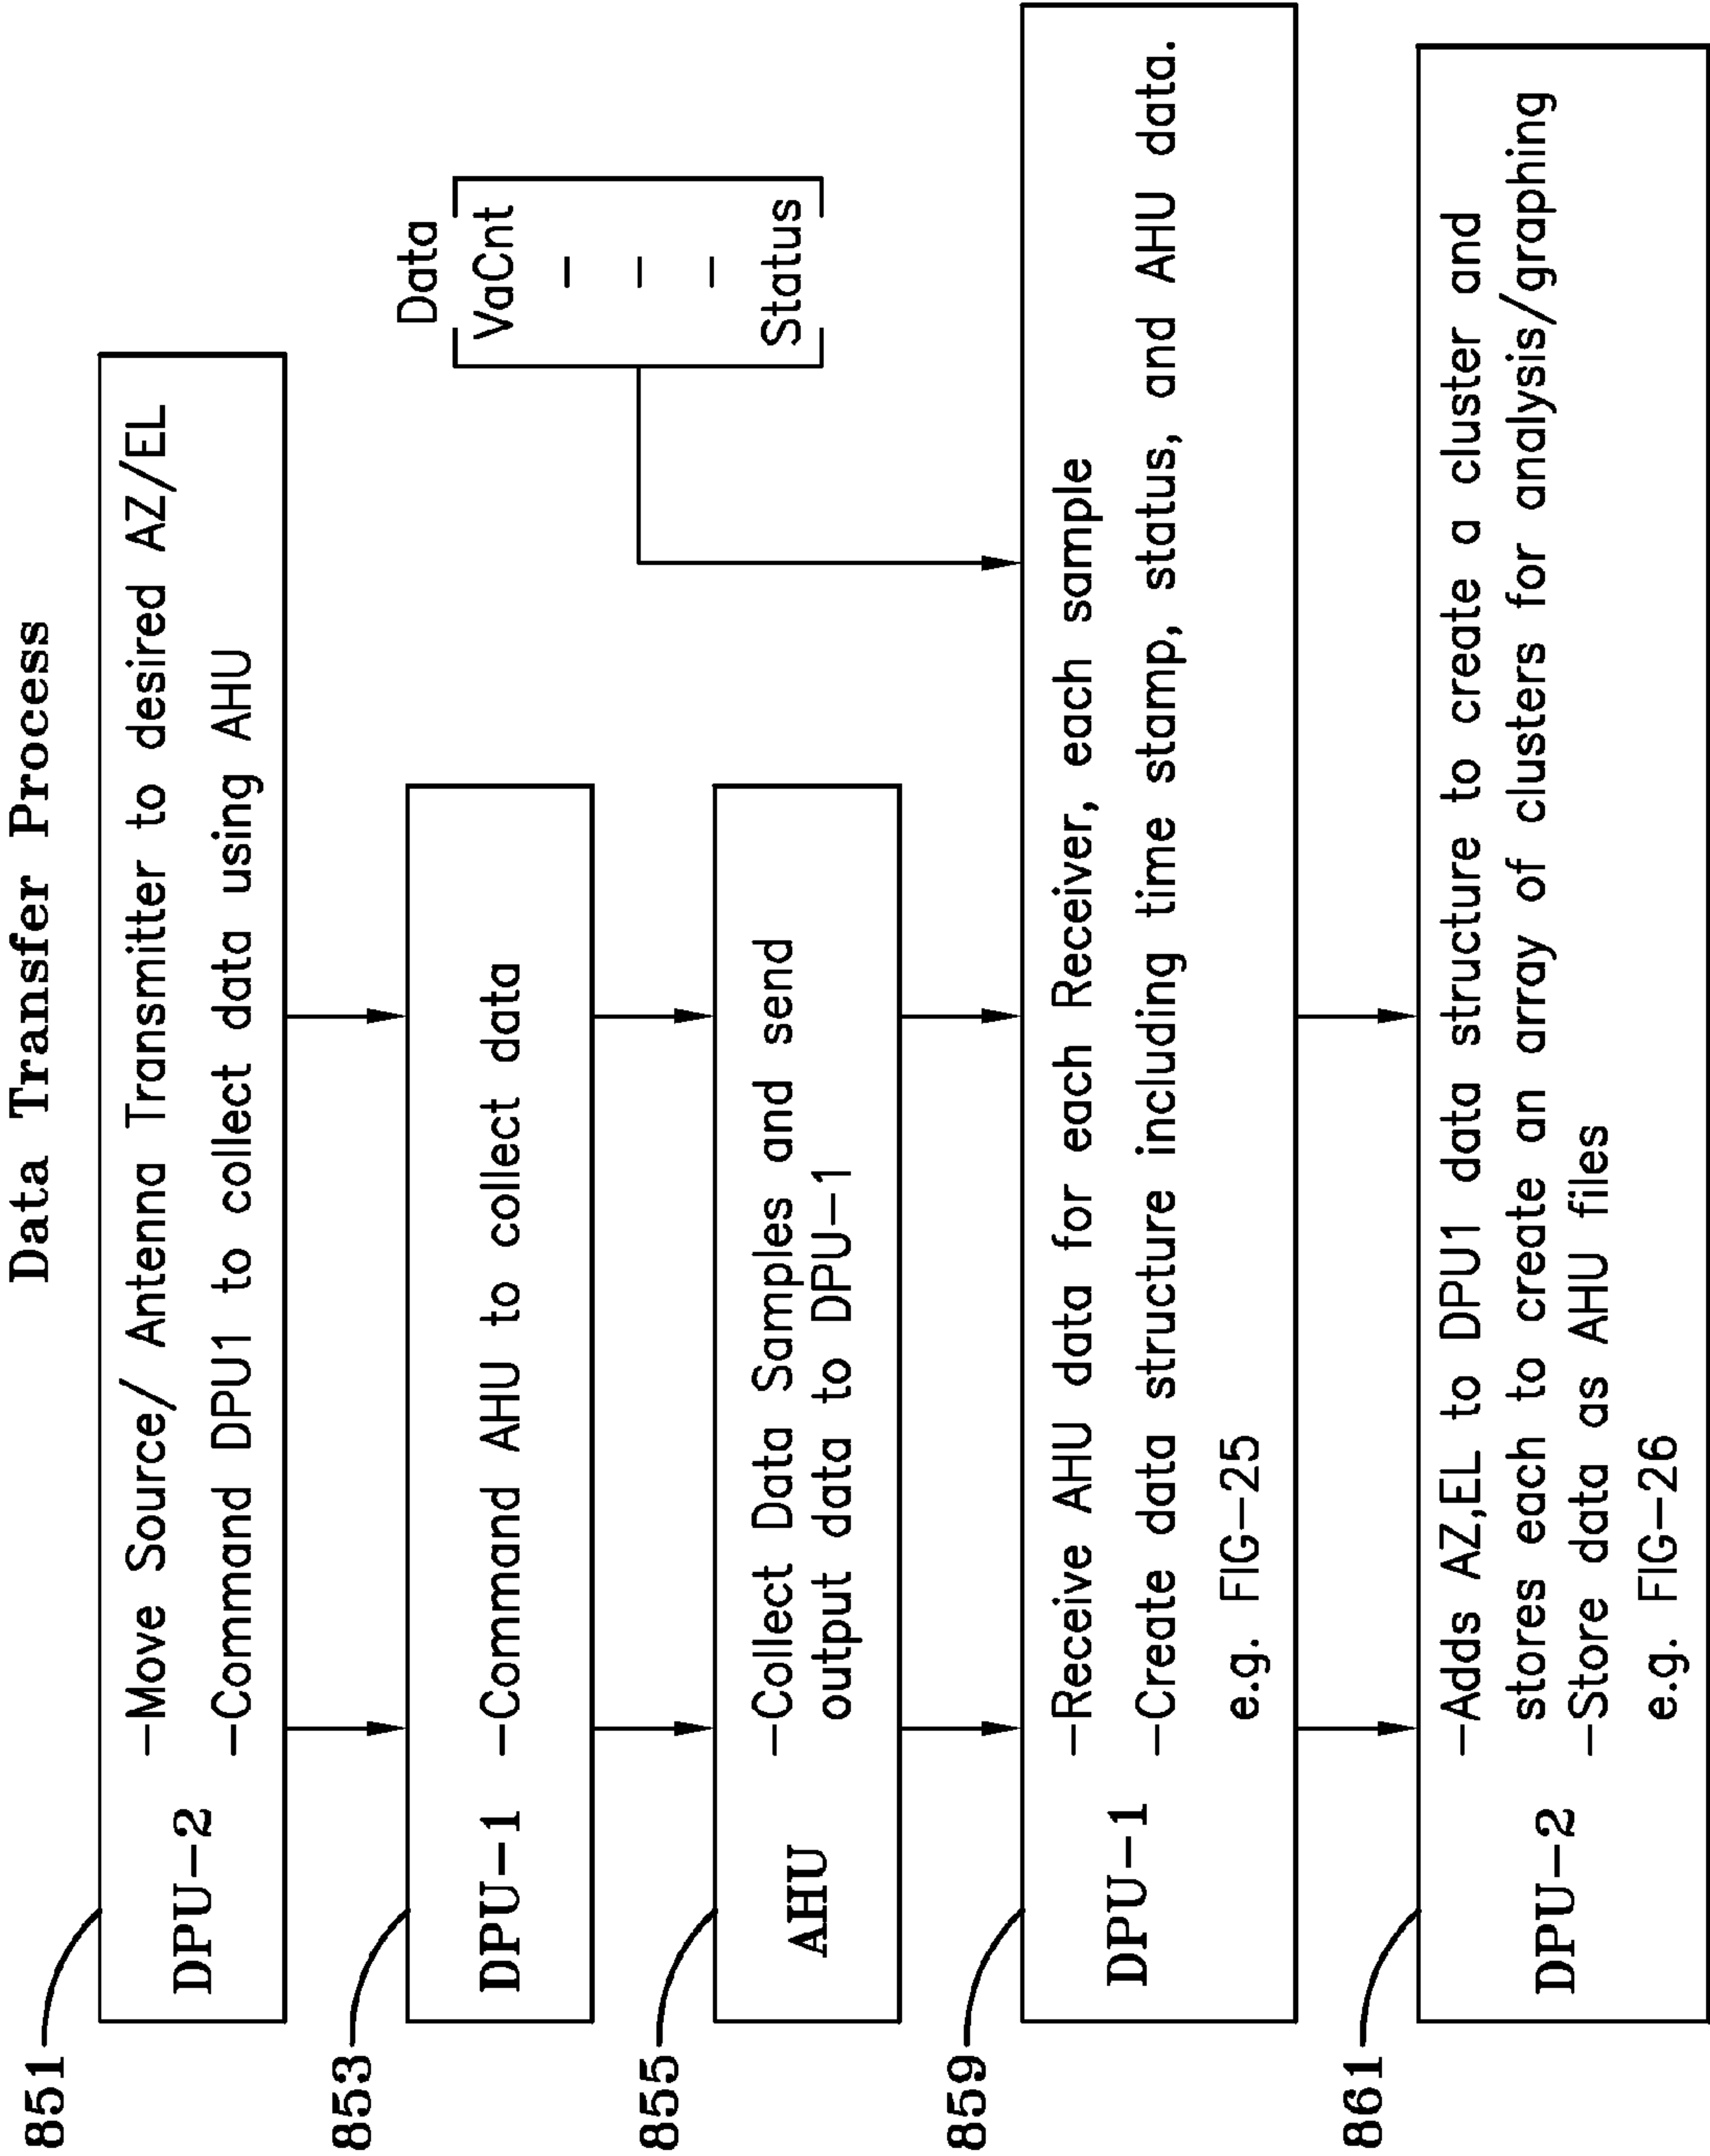 Data Transfer Process
851
DPU-2
-Move Source/ Antenna Transmitter to desired AZ/EL
-Command DPU1 to collect data using AHU
853
DPU-1
-Command AHU to collect data
Data
VaCnt
-
-
-
Status
855
AHU
-Collect Data Samples and send
output data to DPU-1
859
DPU-1
-Receive AHU data for each Receiver, each sample
-Create data structure including time stamp, status, and AHU data.
e.g. FIG-25
861
DPU-2
-Adds AZ,EL to DPU1 data structure to create a cluster and
stores each to create an array of clusters for analysis/graphing
-Store data as AHU files
e.g. FIG-26